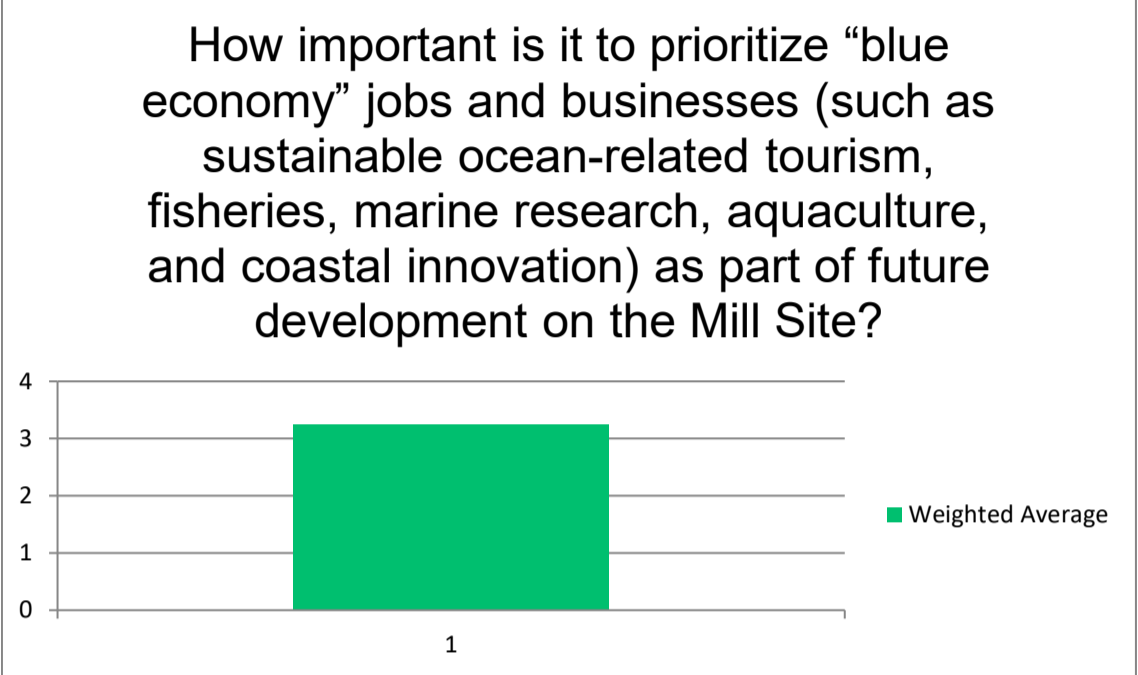 How important is it to prioritize “blue
economy” jobs and businesses (such as
sustainable ocean-related tourism,
fisheries, marine research, aquaculture,
and coastal innovation) as part of future
development on the Mill Site?
4
3
2
1
0
1
Weighted Average